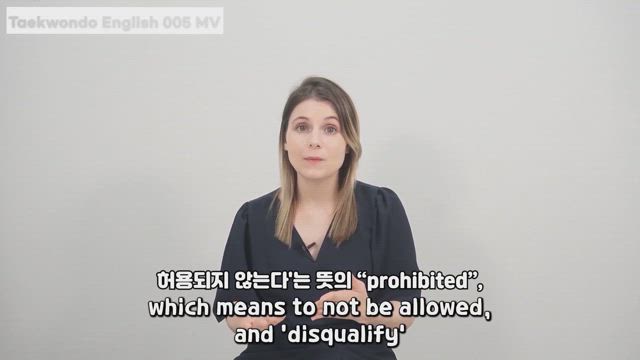 Taekwondo English 005 MV
허용되지 않는다'는 뜻의 “prohibited”,
which means to not be allowed,
and 'disqualify'